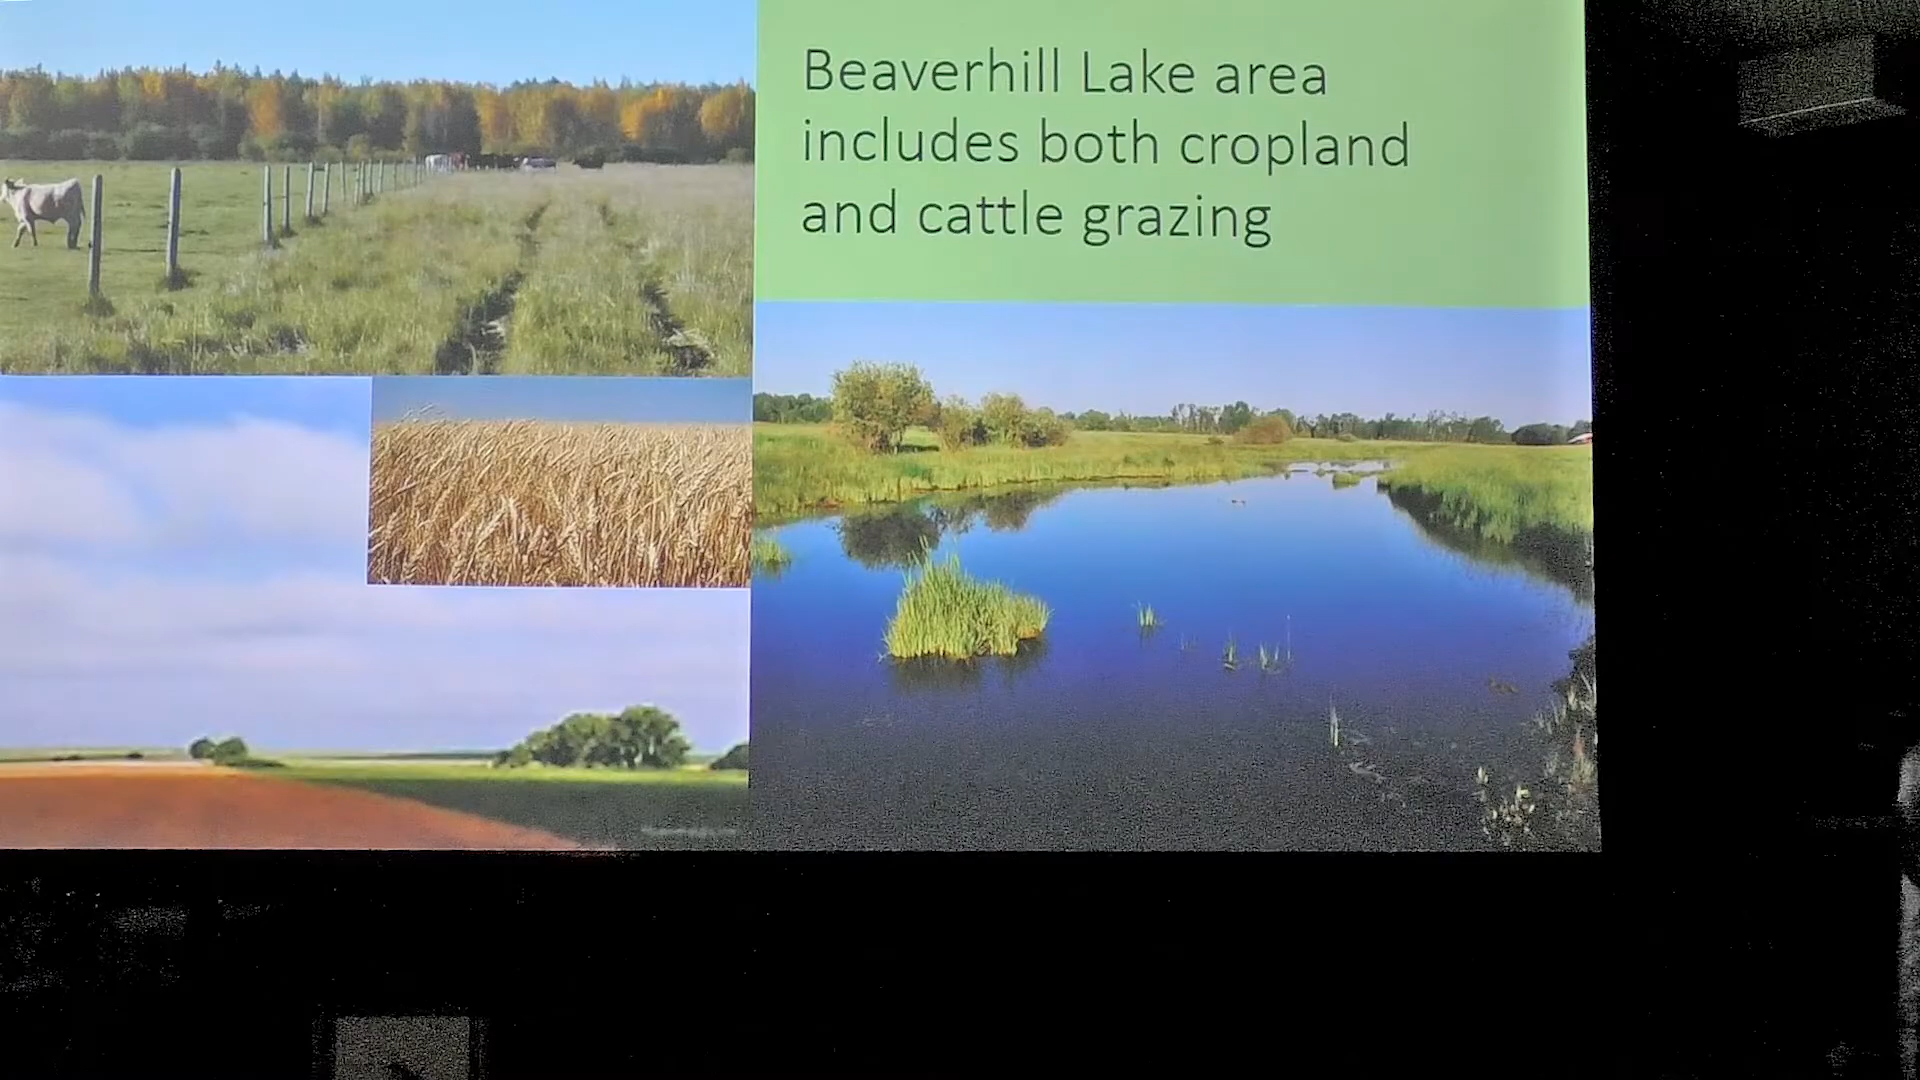 Beaverhill Lake area
includes both cropland
and cattle grazing